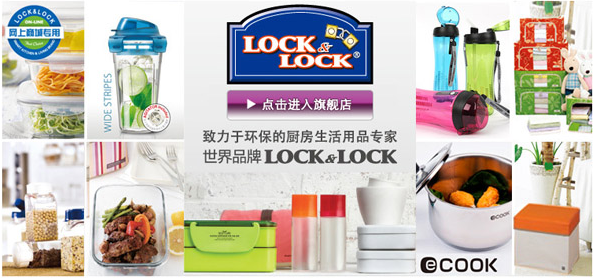 LOCK&LOCK
ON-LINE
网上商城专用
WIDE STRIPES
LOCK & LOCK®
点击进入旗舰店
致力于环保的厨房生活用品专家
世界品牌 LOCK&LOCK
eCOOK